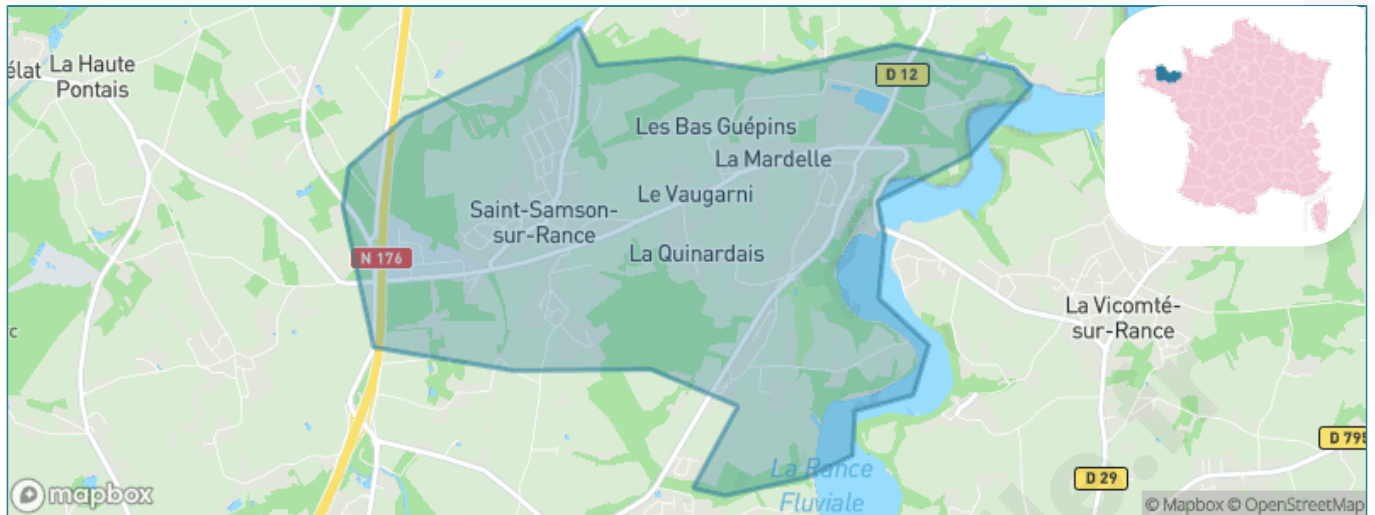 élat
La Haute
Pontais
D 12
Les Bas Guépins
La Mardelle
Le Vaugarni
Saint-Samson-
sur-Rance
La Quinardais
N 176
La Vicomté-
sur-Rance
c
D 795
La Rance
Fluviale
D 29
mapbox
© Mapbox © OpenStreetMap